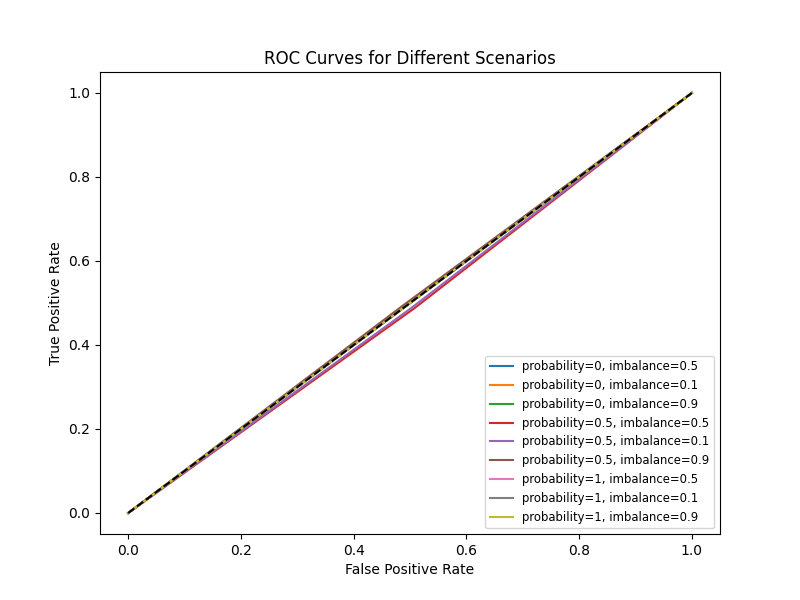 ROC Curves for Different Scenarios
1.0
0.8
0.6
0.4
0.2
0.0
True Positive Rate
probability=0, imbalance=0.5
probability=0, imbalance=0.1
probability=0, imbalance=0.9
probability=0.5, imbalance=0.5
probability=0.5, imbalance=0.1
probability=0.5, imbalance=0.9
probability=1, imbalance=0.5
probability=1, imbalance=0.1
probability=1, imbalance=0.9
0.0 0.2 0.4 0.6 0.8 1.0
False Positive Rate